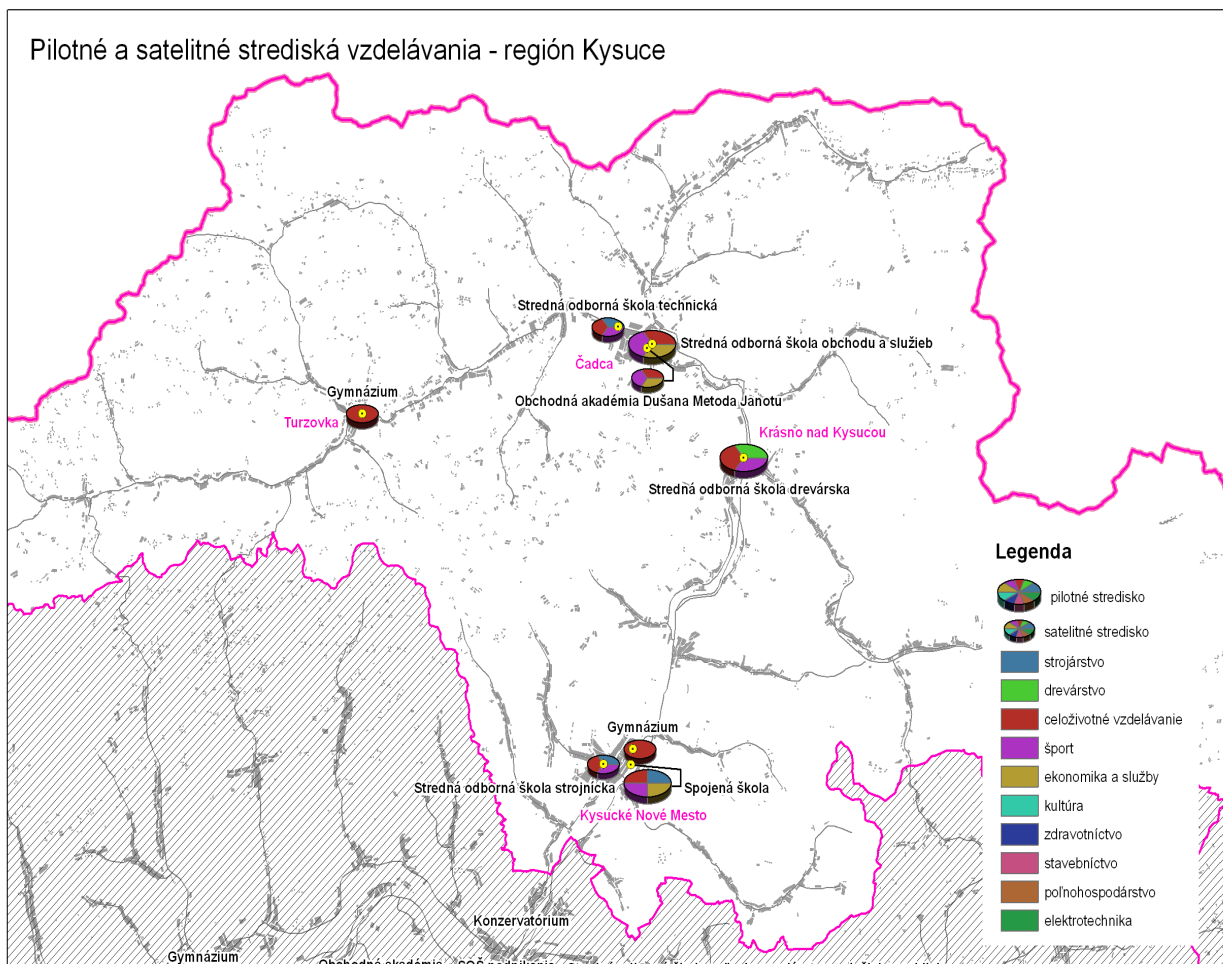 Pilotné a satelitné strediská vzdelávania - región Kysuce
Stredná odborná škola technická
Stredná odborná škola obchodu a služieb
Čadca
Gymnázium
Obchodná akadémia Dušana Metoda Janotu
Turzovka
Krásno nad Kysucou
Stredná odborná škola drevárska
Legenda
pilotné stredisko
satelitné stredisko
strojárstvo
drevárstvo
celoživotné vzdelávanie
šport
ekonomika a služby
kultúra
zdravotníctvo
stavebníctvo
poľnohospodárstvo
elektrotechnika
Gymnázium
Stredná odborná škola strojnícka
Spojená škola
Kysucké Nové Mesto
Konzervatórium
Gymnázium